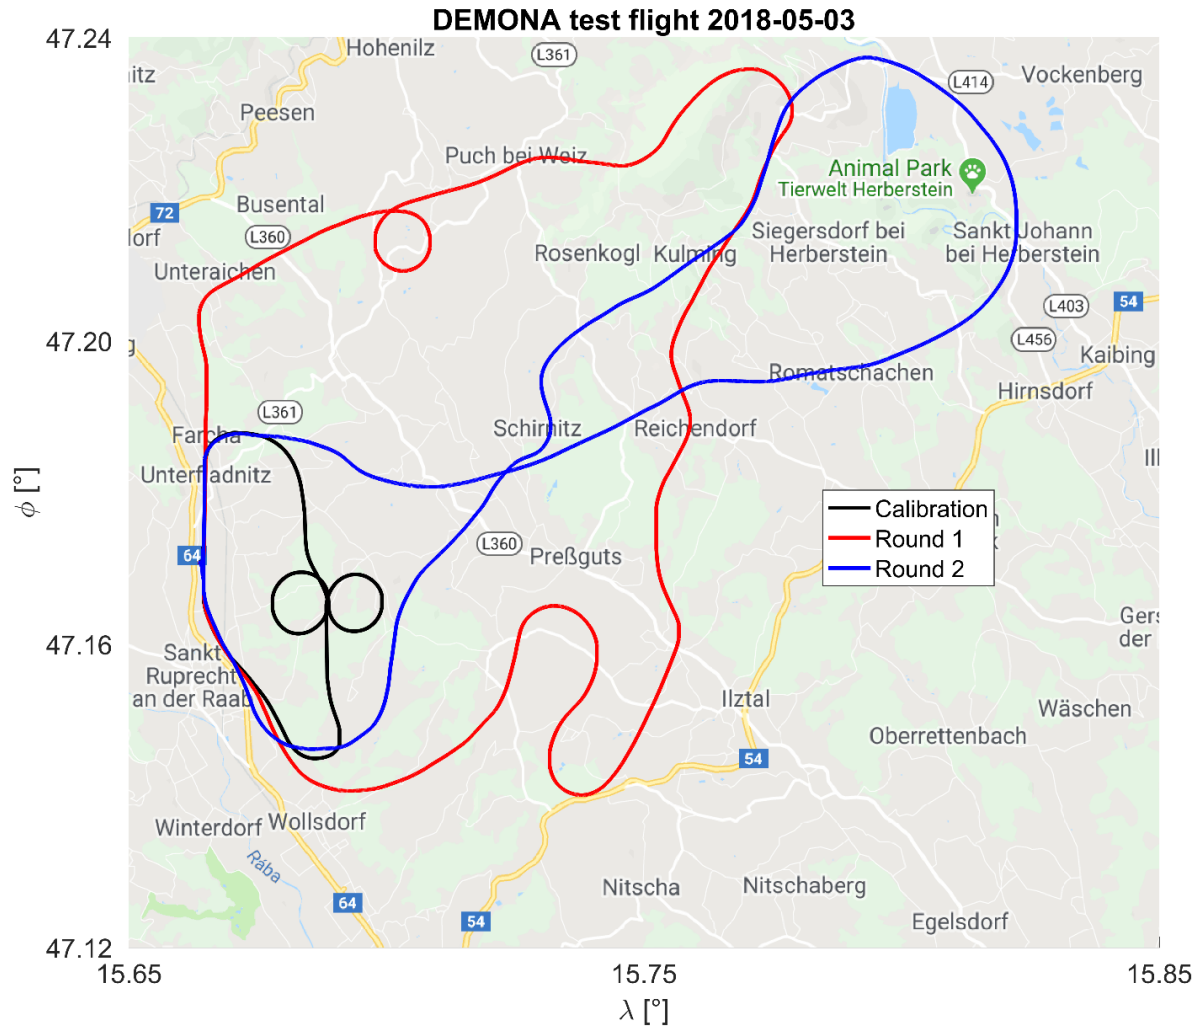 DEMONA test flight 2018-05-03
47.24
47.20
47.16
47.12
15.65
15.75
15.85
λ [°]
ϕ [°]
Hohenilz
L361
L414
Vockenberg
Peesen
Puch bei Weiz
Animal Park
Tierwelt Herberstein
72
Busental
L360
Unteraichen
Rosenkogl
Kulming
Siegersdorf bei
Herberstein
Sankt Johann
bei Herberstein
54
L403
L456
Kaibing
Romatschachen
Hirnsdorf
L361
Farcha
Schirnitz
Reichendorf
Unterfladnitz
Calibration
Round 1
Round 2
64
L360
Preßguts
Sankt
Ruprecht
an der Raab
Ilztal
Wäschen
Oberrettenbach
54
Winterdorf
Wollsdorf
Rába
Nitscha
Nitschaberg
64
54
Egelsdorf
der